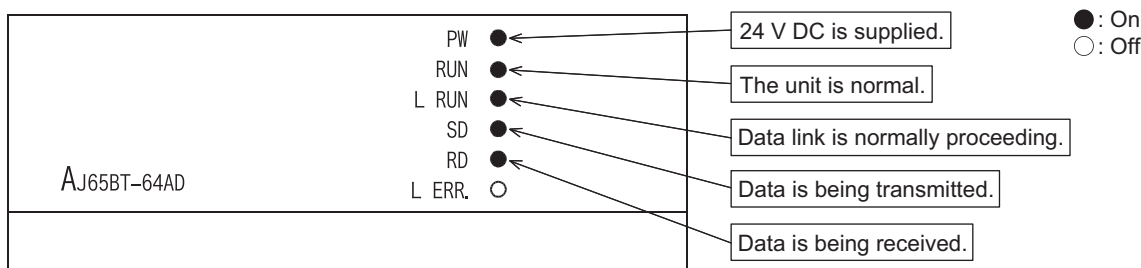 PW
24 V DC is supplied.
●: On
○: Off
RUN
The unit is normal.
L RUN
Data link is normally proceeding.
SD
RD
AJ65BT-64AD
L ERR.
Data is being transmitted.
Data is being received.